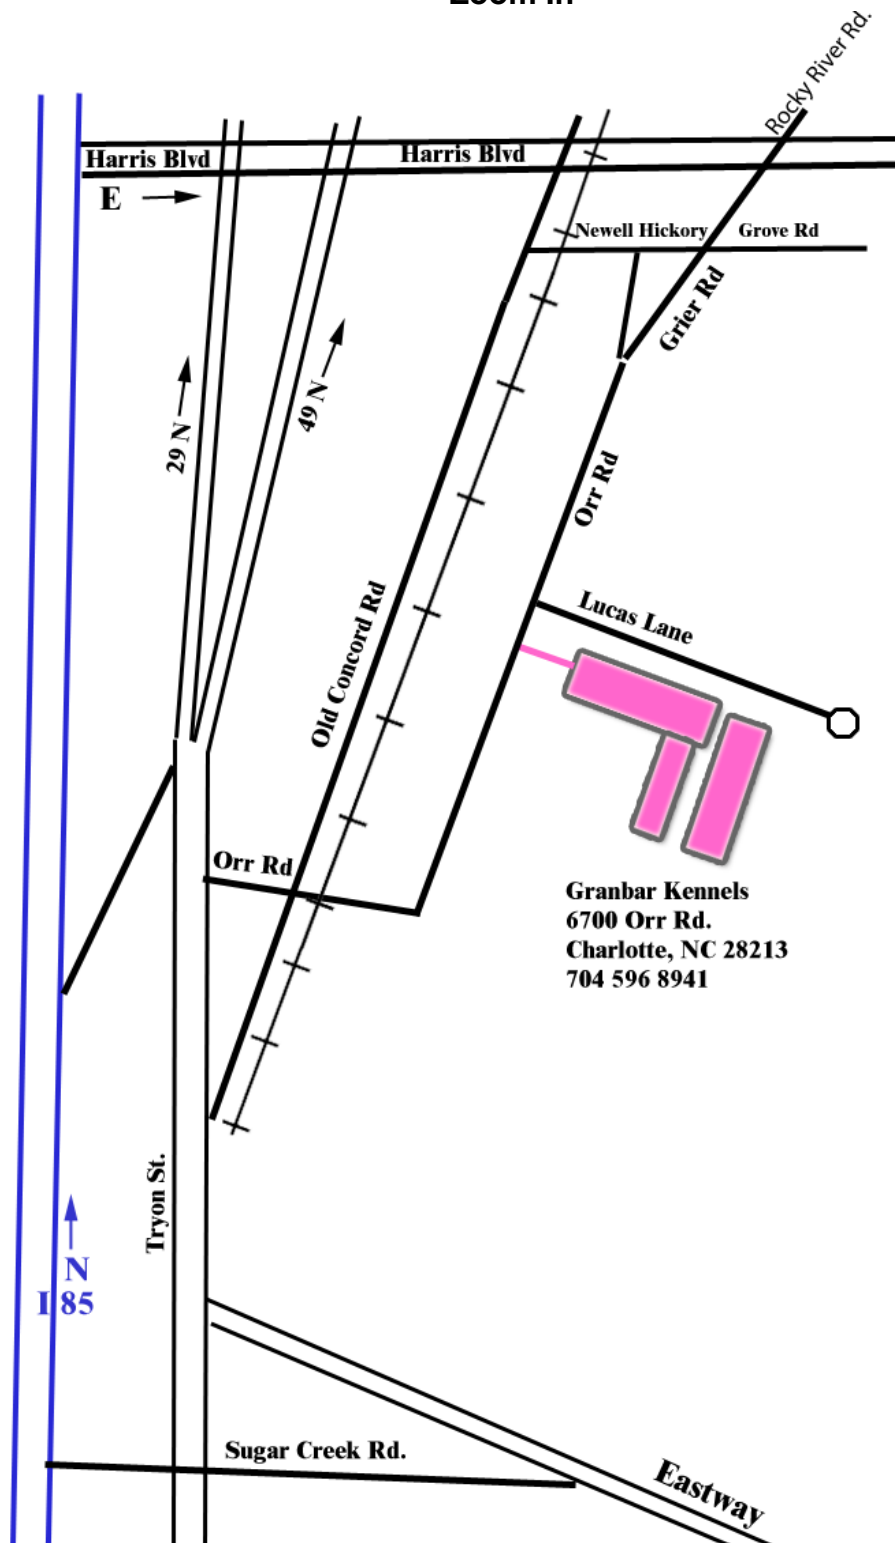 Rocky River Rd.
Harris Blvd
Harris Blvd
E
Newell Hickory
Grove Rd
Grier Rd
49 N
29 N
Orr Rd
Lucas Lane
Old Concord Rd
Orr Rd
Granbar Kennels
6700 Orr Rd.
Charlotte, NC 28213
704 596 8941
Tryon St.
N
I 85
Sugar Creek Rd.
Eastway